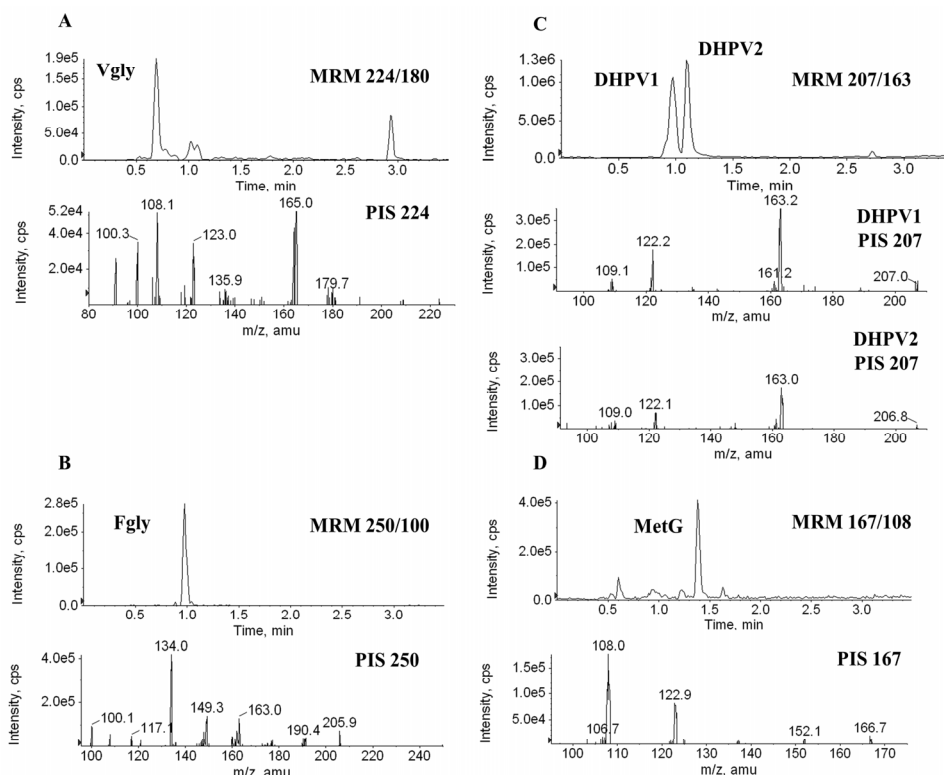 A
Vgly
MRM 224/180
Intensity, cps
1.9e5
1.5e5
1.0e5
5.0e4
0.0
0.5 1.0 1.5 2.0 2.5 3.0
Time, min
PIS 224
Intensity, cps
5.2e4
4.0e4
2.0e4
100.3
108.1
123.0
135.9
165.0
179.7
80 100 120 140 160 180 200 220
m/z, amu
B
Fgly
MRM 250/100
Intensity, cps
2.8e5
2.0e5
1.0e5
0.0
0.5 1.0 1.5 2.0 2.5 3.0
Time, min
PIS 250
Intensity, cps
4.0e5
2.0e5
100.1
117.1
134.0
149.3
163.0
190.4
205.9
100 120 140 160 180 200 220 240
m/z, amu
C
DHPV1
DHPV2
MRM 207/163
Intensity, cps
1.3e6
1.0e6
5.0e5
0.0
0.5 1.0 1.5 2.0 2.5 3.0
Time, min
DHPV1
PIS 207
Intensity, cps
3.0e5
2.0e5
1.0e5
109.1
122.2
161.2
163.2
207.0
100 120 140 160 180 200
m/z, amu
DHPV2
PIS 207
Intensity, cps
3.0e5
2.0e5
1.0e5
109.0
122.1
163.0
206.8
100 120 140 160 180 200
m/z, amu
D
MetG
MRM 167/108
Intensity, cps
4.0e5
2.0e5
0.0
0.5 1.0 1.5 2.0 2.5 3.0
Time, min
PIS 167
Intensity, cps
1.5e5
1.0e5
5.0e4
106.7
108.0
122.9
152.1
166.7
100 110 120 130 140 150 160 170
m/z, amu